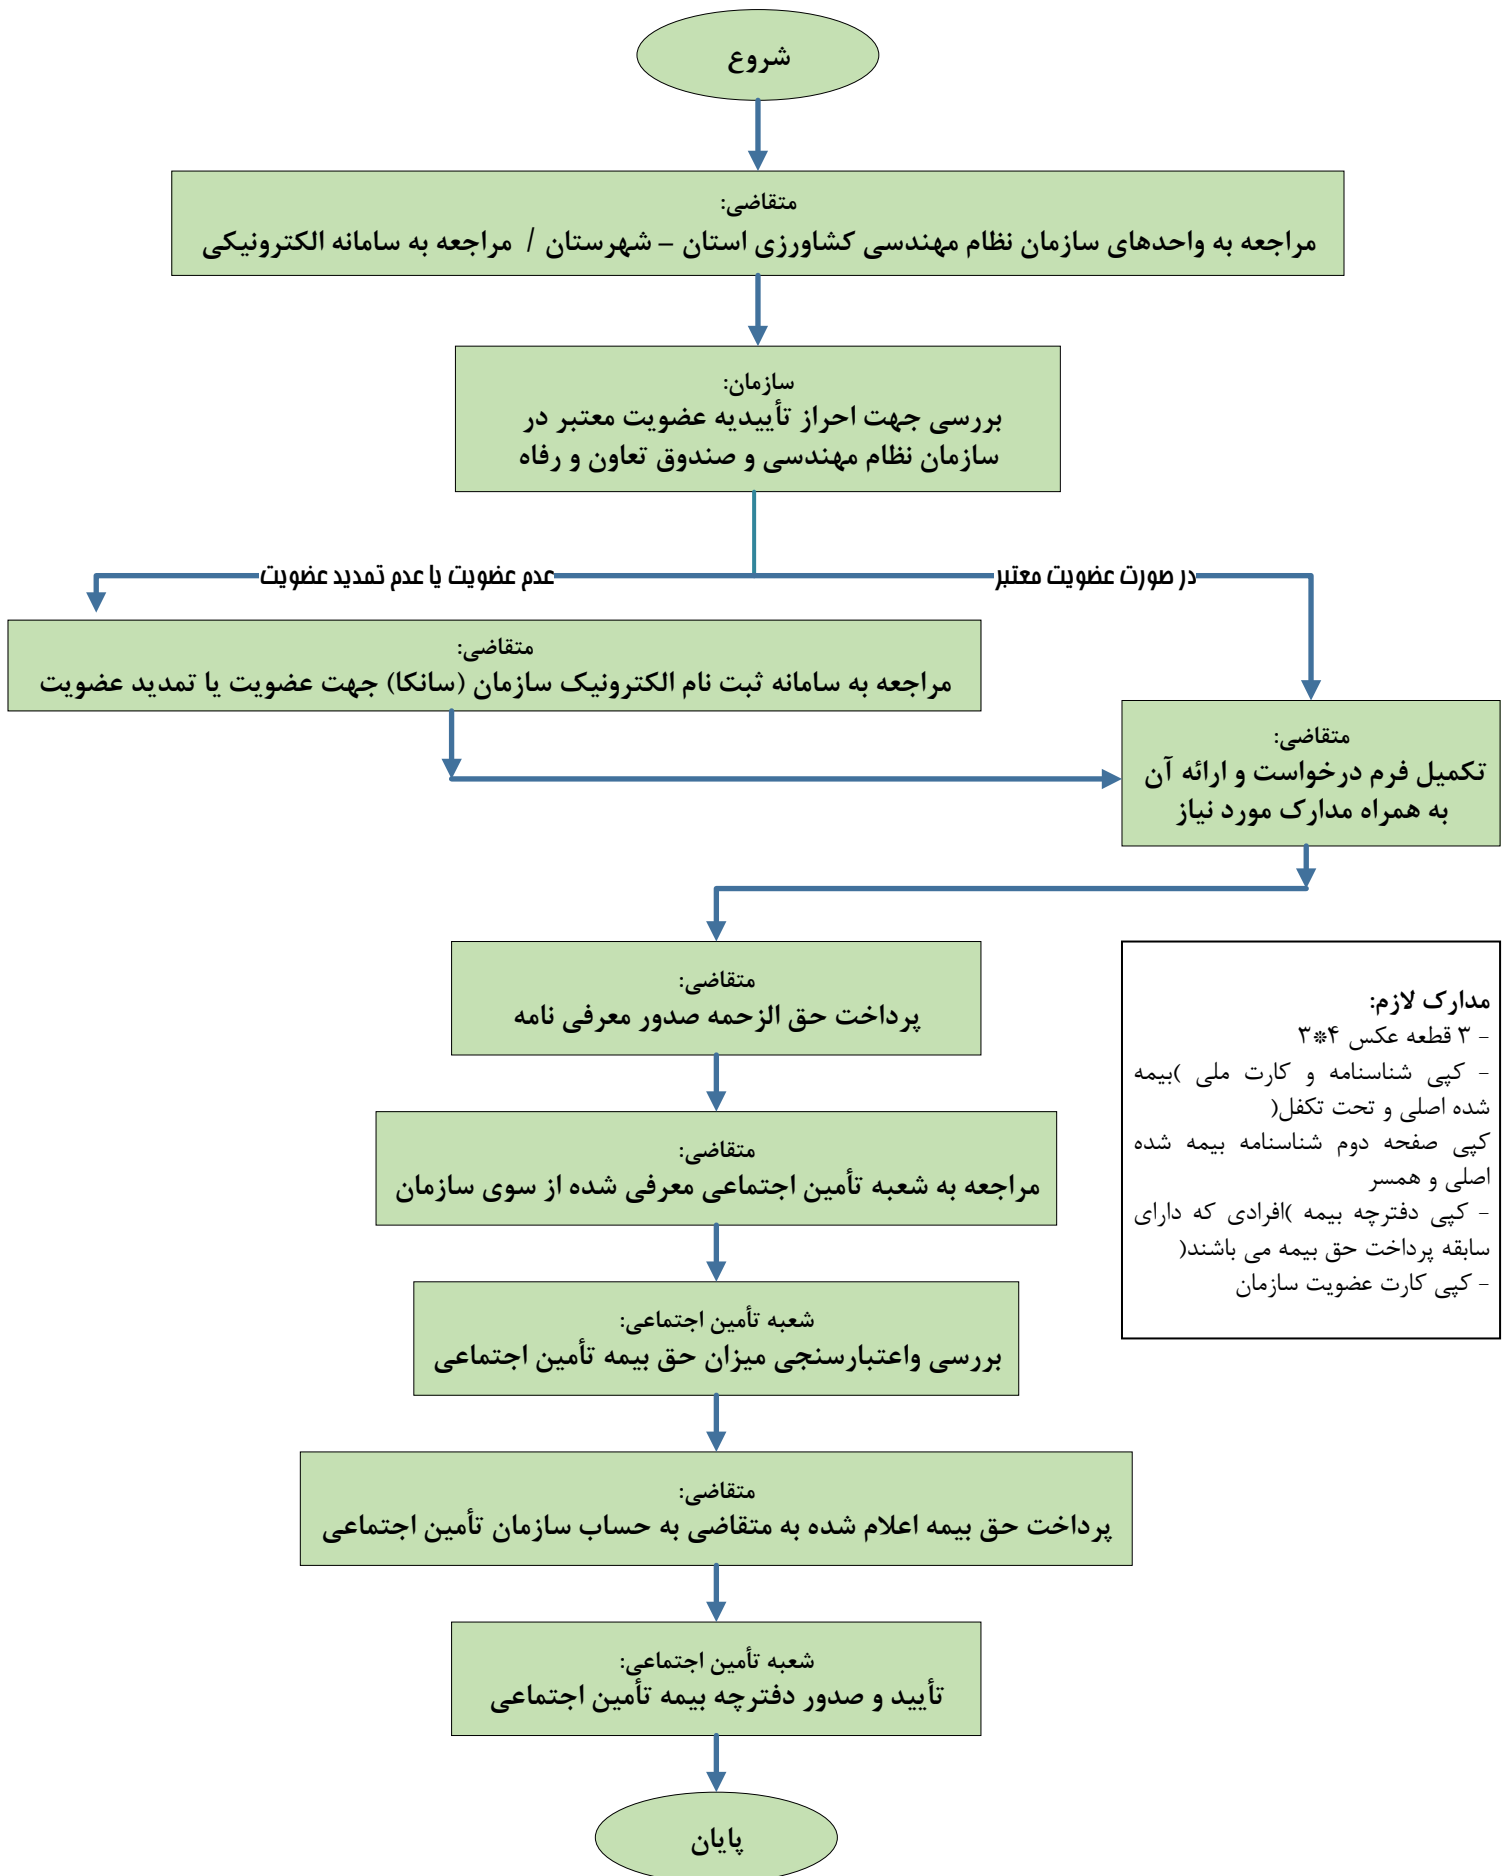 شروع
متقاضی:
مراجعه به واحدهای سازمان نظام مهندسی کشاورزی استان – شهرستان / مراجعه به سامانه الکترونیکی
سازمان:
بررسی جهت احراز تأییدیه عضویت معتبر در
سازمان نظام مهندسی و صندوق تعاون و رفاه
در صورت عضویت معتبر
عدم عضویت یا عدم تمدید عضویت
متقاضی:
مراجعه به سامانه ثبت نام الکترونیک سازمان (سانکا) جهت عضویت یا تمدید عضویت
متقاضی:
تکمیل فرم درخواست و ارائه آن
به همراه مدارک مورد نیاز
متقاضی:
پرداخت حق الزحمه صدور معرفی نامه
مدارک لازم:
- ۳ قطعه عکس ۴*۳
- کپی شناسنامه و کارت ملی )بیمه
شده اصلی و تحت تکفل(
کپی صفحه دوم شناسنامه بیمه شده
اصلی و همسر
- کپی دفترچه بیمه )افرادی که دارای
سابقه پرداخت حق بیمه می باشند(
- کپی کارت عضویت سازمان
متقاضی:
مراجعه به شعبه تأمین اجتماعی معرفی شده از سوی سازمان
شعبه تأمین اجتماعی:
بررسی واعتبارسنجی میزان حق بیمه تأمین اجتماعی
متقاضی:
پرداخت حق بیمه اعلام شده به متقاضی به حساب سازمان تأمین اجتماعی
شعبه تأمین اجتماعی:
تأیید و صدور دفترچه بیمه تأمین اجتماعی
پایان